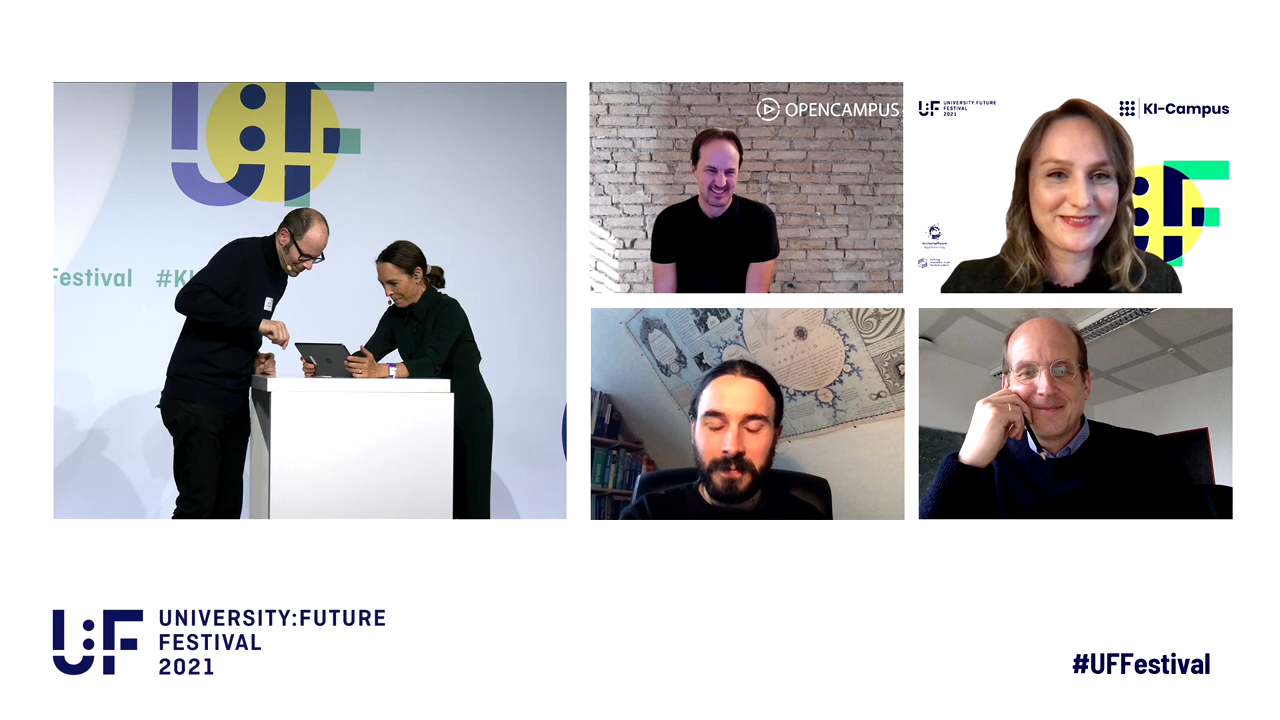 U:F
Festival #KI
OPENCAMPUS
U:F UNIVERSITY:FUTURE
FESTIVAL
2021
KI-Campus
U:F
UNIVERSITY:FUTURE
FESTIVAL
2021
#UFFestival